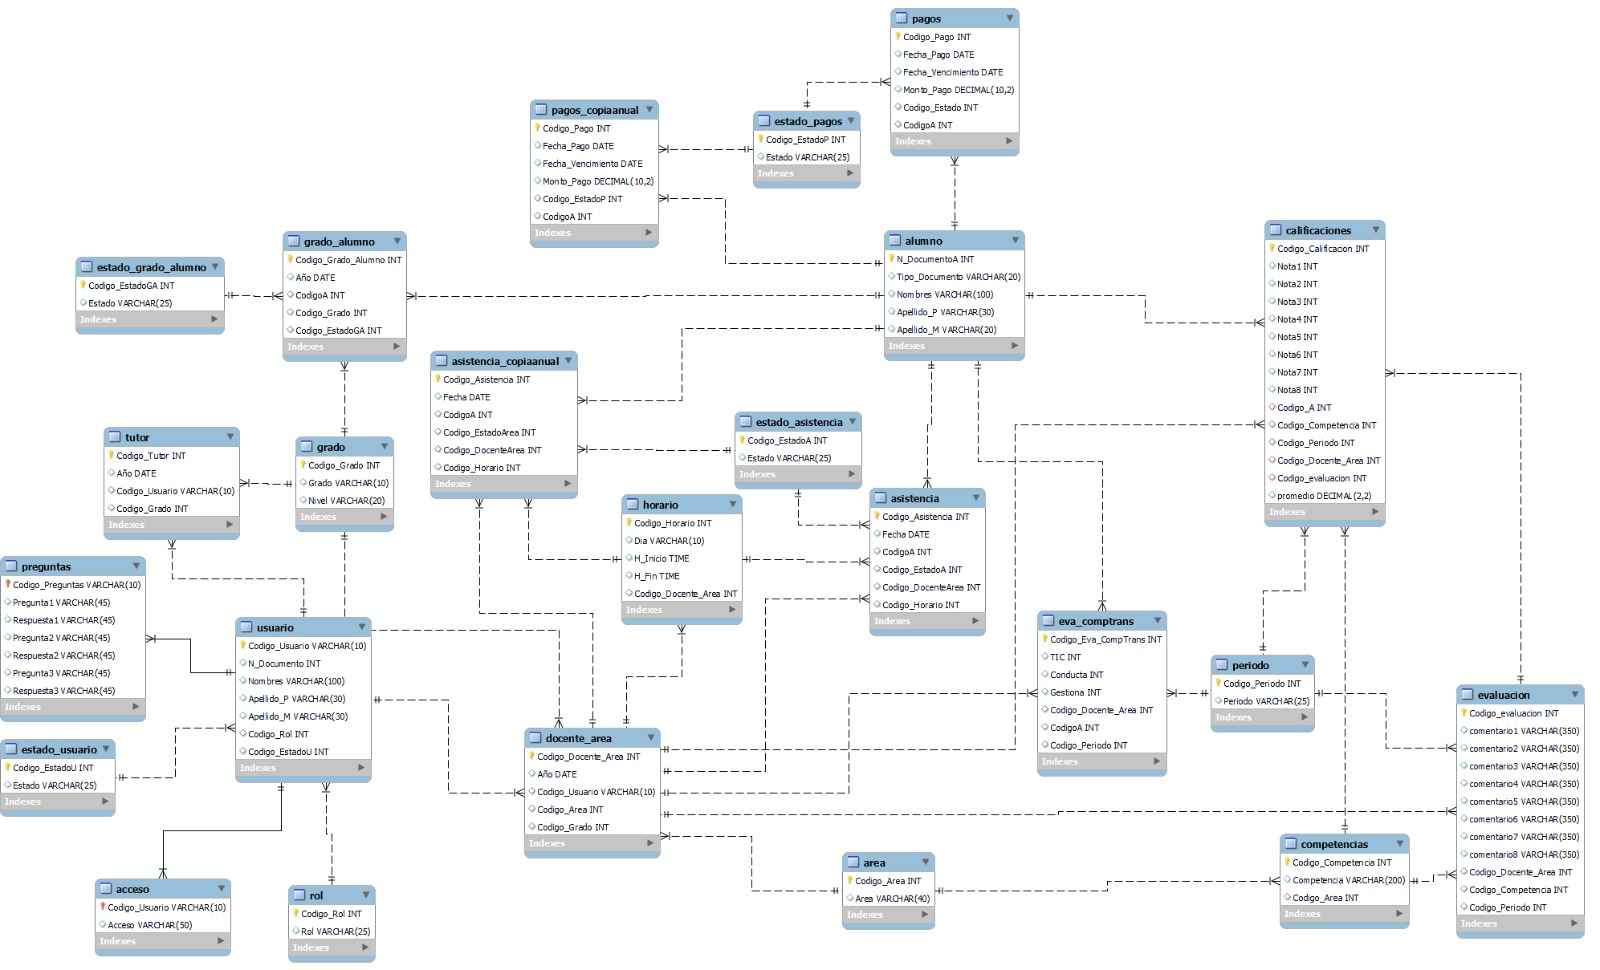 pagos
Codigo_Pago INT
Fecha_Pago DATE
Fecha_Vencimiento DATE
Monto_Pago DECIMAL(10,2)
Codigo_Estado INT
CodigoA INT
Indexes
pagos_copiaanual
Codigo_Pago INT
Fecha_Pago DATE
Fecha_Vencimiento DATE
Monto_Pago DECIMAL(10,2)
Codigo_EstadoP INT
CodigoA INT
Indexes
estado_pagos
Codigo_EstadoP INT
Estado VARCHAR(25)
Indexes
estado_grado_alumno
Codigo_EstadoGA INT
Estado VARCHAR(25)
Indexes
grado_alumno
Codigo_Grado_Alumno INT
Año DATE
CodigoA INT
Codigo_Grado INT
Codigo_EstadoGA INT
Indexes
alumno
N_DocumentoA INT
Tipo_Documento VARCHAR(20)
Nombres VARCHAR(100)
Apellido_P VARCHAR(30)
Apellido_M VARCHAR(20)
Indexes
calificaciones
Codigo_Calificacion INT
Nota1 INT
Nota2 INT
Nota3 INT
Nota4 INT
Nota5 INT
Nota6 INT
Nota7 INT
Nota8 INT
Codigo_A INT
Codigo_Competencia INT
Codigo_Periodo INT
Codigo_Docente_Area INT
Codigo_evaluacion INT
promedio DECIMAL(2,2)
Indexes
asistencia_copiaanual
Codigo_Asistencia INT
Fecha DATE
CodigoA INT
Codigo_EstadoArea INT
Codigo_DocenteArea INT
Codigo_Horario INT
Indexes
estado_asistencia
Codigo_EstadoA INT
Estado VARCHAR(25)
Indexes
tutor
Codigo_Tutor INT
Año DATE
Codigo_Usuario VARCHAR(10)
Codigo_Grado INT
Indexes
grado
Codigo_Grado INT
Grado VARCHAR(10)
Nivel VARCHAR(20)
Indexes
horario
Codigo_Horario INT
Dia VARCHAR(10)
H_Inicio TIME
H_Fin TIME
Codigo_Docente_Area INT
Indexes
asistencia
Codigo_Asistencia INT
Fecha DATE
CodigoA INT
Codigo_EstadoA INT
Codigo_DocenteArea INT
Codigo_Horario INT
Indexes
preguntas
Codigo_Preguntas VARCHAR(10)
Pregunta1 VARCHAR(45)
Respuesta1 VARCHAR(45)
Pregunta2 VARCHAR(45)
Respuesta2 VARCHAR(45)
Pregunta3 VARCHAR(45)
Respuesta3 VARCHAR(45)
Indexes
usuario
Codigo_Usuario VARCHAR(10)
N_Documento INT
Nombres VARCHAR(100)
Apellido_P VARCHAR(30)
Apellido_M VARCHAR(30)
Codigo_Rol INT
Codigo_EstadoU INT
Indexes
eva_comptrans
Codigo_Eva_CompTrans INT
TIC INT
Conducta INT
Gestiona INT
Codigo_Docente_Area INT
CodigoA INT
Codigo_Periodo INT
Indexes
periodo
Codigo_Periodo INT
Periodo VARCHAR(25)
Indexes
evaluacion
Codigo_evaluacion INT
comentario1 VARCHAR(350)
comentario2 VARCHAR(350)
comentario3 VARCHAR(350)
comentario4 VARCHAR(350)
comentario5 VARCHAR(350)
comentario6 VARCHAR(350)
comentario7 VARCHAR(350)
comentario8 VARCHAR(350)
Codigo_Docente_Area INT
Codigo_Competencia INT
Codigo_Periodo INT
Indexes
estado_usuario
Codigo_EstadoU INT
Estado VARCHAR(25)
Indexes
docente_area
Codigo_Docente_Area INT
Año DATE
Codigo_Usuario VARCHAR(10)
Codigo_Area INT
Codigo_Grado INT
Indexes
competencias
Codigo_Competencia INT
Competencia VARCHAR(200)
Codigo_Area INT
Indexes
area
Codigo_Area INT
Area VARCHAR(40)
Indexes
acceso
Codigo_Usuario VARCHAR(10)
Acceso VARCHAR(50)
Indexes
rol
Codigo_Rol INT
Rol VARCHAR(25)
Indexes